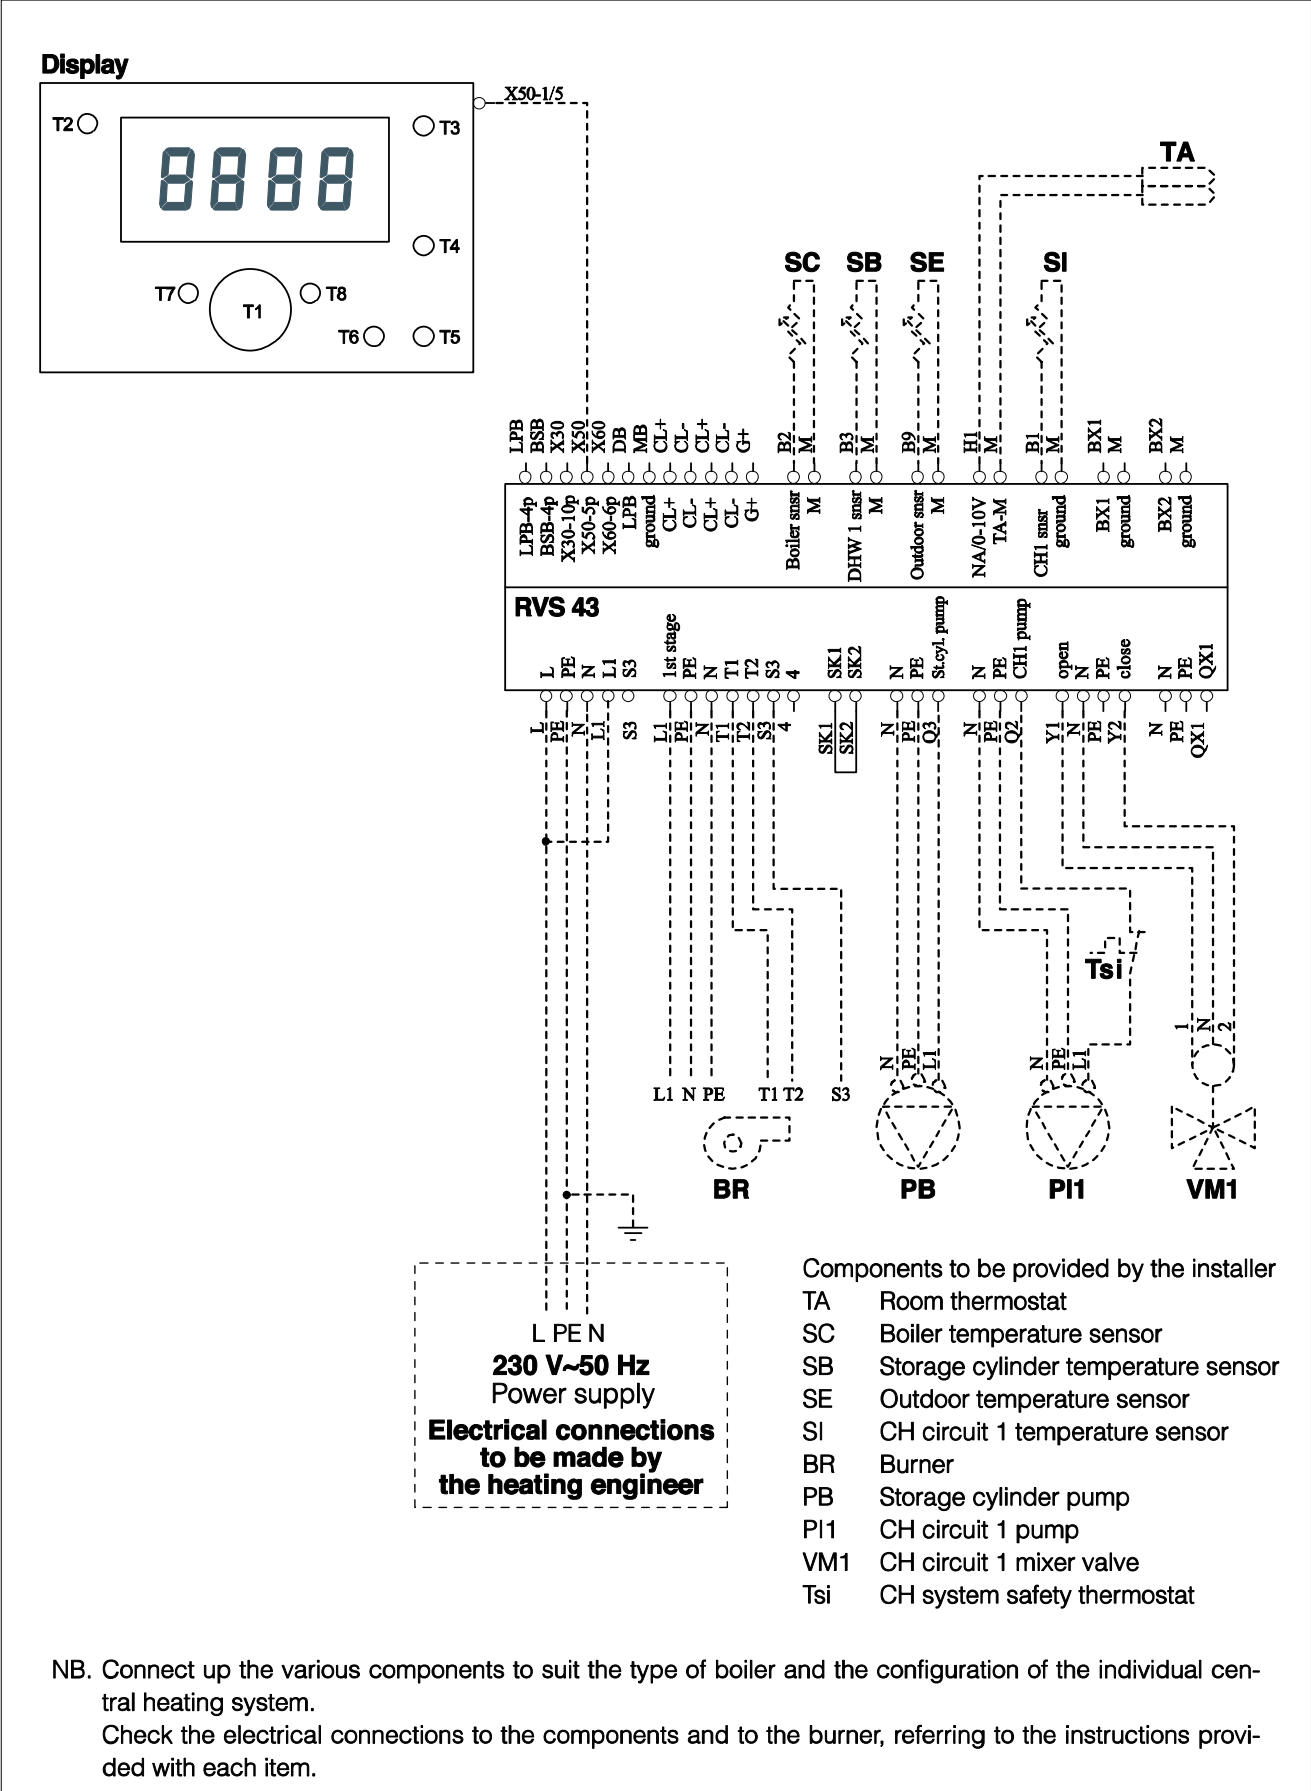 Display
X50-1/5
T2
T3
TA
T4
SC SB SE SI
T7 T8
T1
T6 T5
LPB BSB X30 X50 X60 DB MB CL+ CL- CL+ CL- G+ B2 M B3 M B9 M H1 M B1 M BX1 M BX2 M
LPB-4p BSB-4p X30-10p X50-5p X60-6p LPB ground CL+ CL- CL+ CL- G+ Boiler snsr M DHW 1 snsr M Outdoor snsr M NA/0-10V TA-M CH1 snsr ground BX1 ground BX2 ground
RVS 43
L PE N L1 S3 1st stage PE N T1 T2 S3 4 SK1 SK2 N PE St.cyl. pump N PE CH1 pump open N PE close N PE QX1
L PE N L1 S3 L1 PE N T1 T2 S3 4 SK1 SK2 N PE Q3 N PE Q2 Y1 N PE Y2 N PE QX1
Tsi
1 N 2
N PE L1 N PE L1
L1 N PE T1 T2 S3
BR PB PI1 VM1
L PE N
230 V~50 Hz
Power supply
Electrical connections
to be made by
the heating engineer
Components to be provided by the installer
TA Room thermostat
SC Boiler temperature sensor
SB Storage cylinder temperature sensor
SE Outdoor temperature sensor
SI CH circuit 1 temperature sensor
BR Burner
PB Storage cylinder pump
PI1 CH circuit 1 pump
VM1 CH circuit 1 mixer valve
Tsi CH system safety thermostat
NB. Connect up the various components to suit the type of boiler and the configuration of the individual cen-
tral heating system.
Check the electrical connections to the components and to the burner, referring to the instructions provi-
ded with each item.